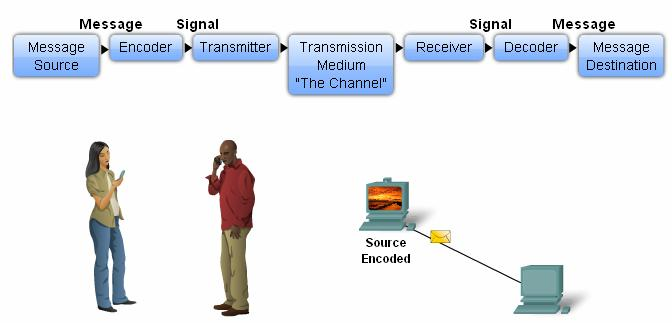 Message Signal Signal Message
Message Source
Encoder
Transmitter
Transmission Medium "The Channel"
Receiver
Decoder
Message Destination
Source
Encoded